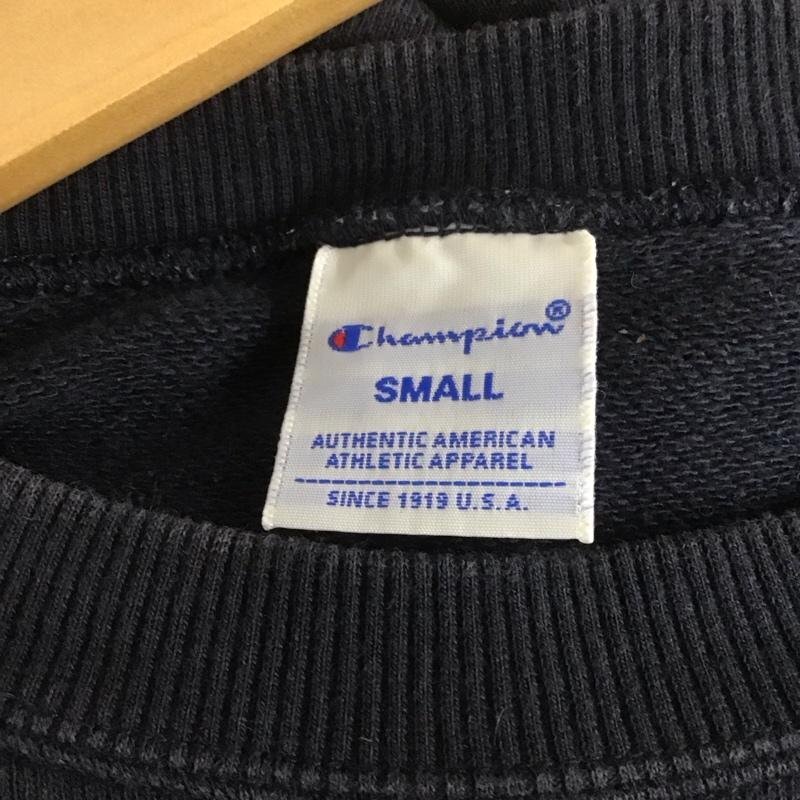 Champion®
SMALL
AUTHENTIC AMERICAN
ATHLETIC APPAREL
SINCE 1919 U.S.A.